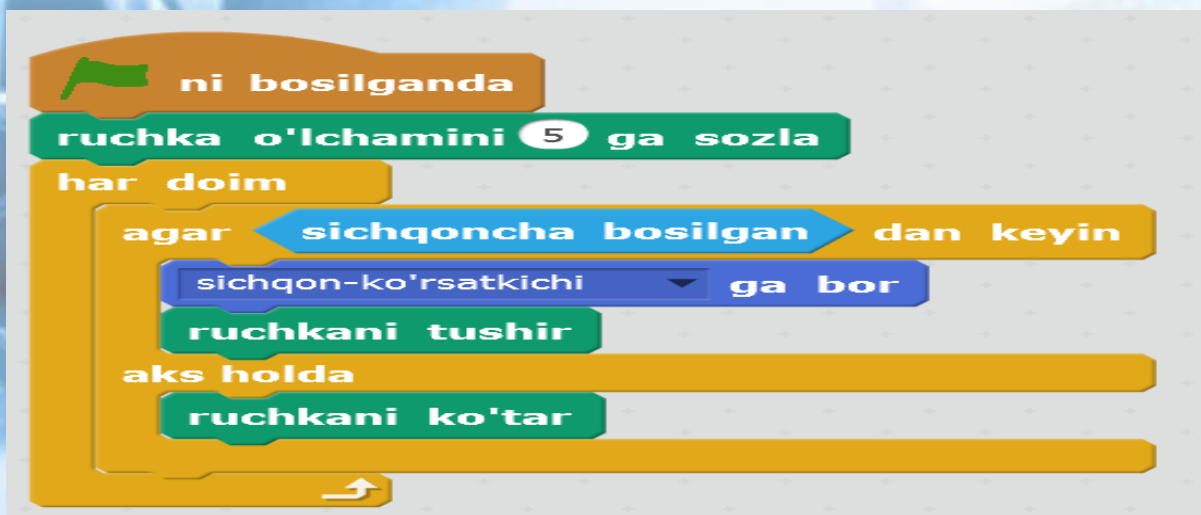 ni bosilganda
ruchka o'lchamini 5 ga sozla
har doim
agar sichqoncha bosilgan dan keyin
sichqon-ko'rsatkichi ga bor
ruchkani tushir
aks holda
ruchkani ko'tar